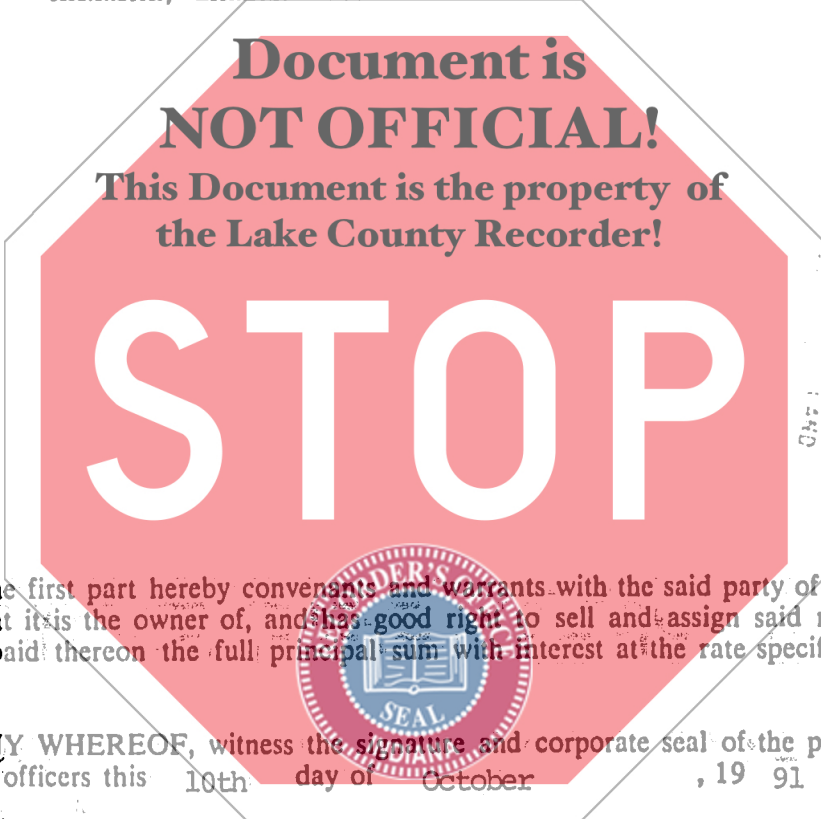 Document is
NOT OFFICIAL!
This Document is the property of
the Lake County Recorder!
STOP
first part hereby convenants and warrants with the said party of
it is the owner of, and has good right to sell and assign said
thereon the full principal sum with interest at the rate
WHEREOF, witness the signature and corporate seal of the
officers this 10th day of October , 19 91
RECORDER'S OFFICE
SEAL
INDIANA